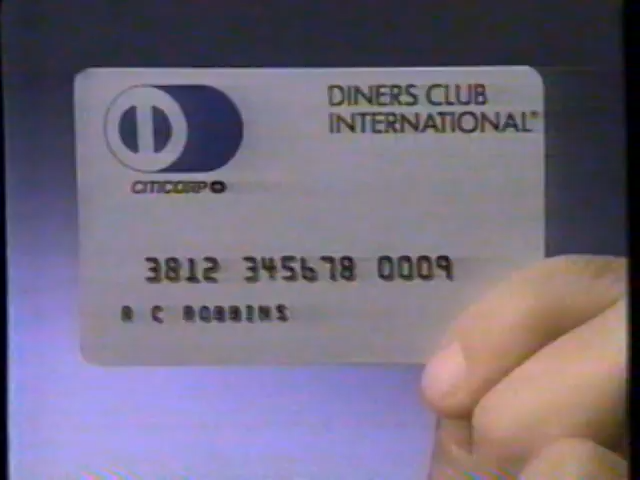 DINERS CLUB
INTERNATIONAL®
CITICORP
3812 345678 0009
R C ROBBINS